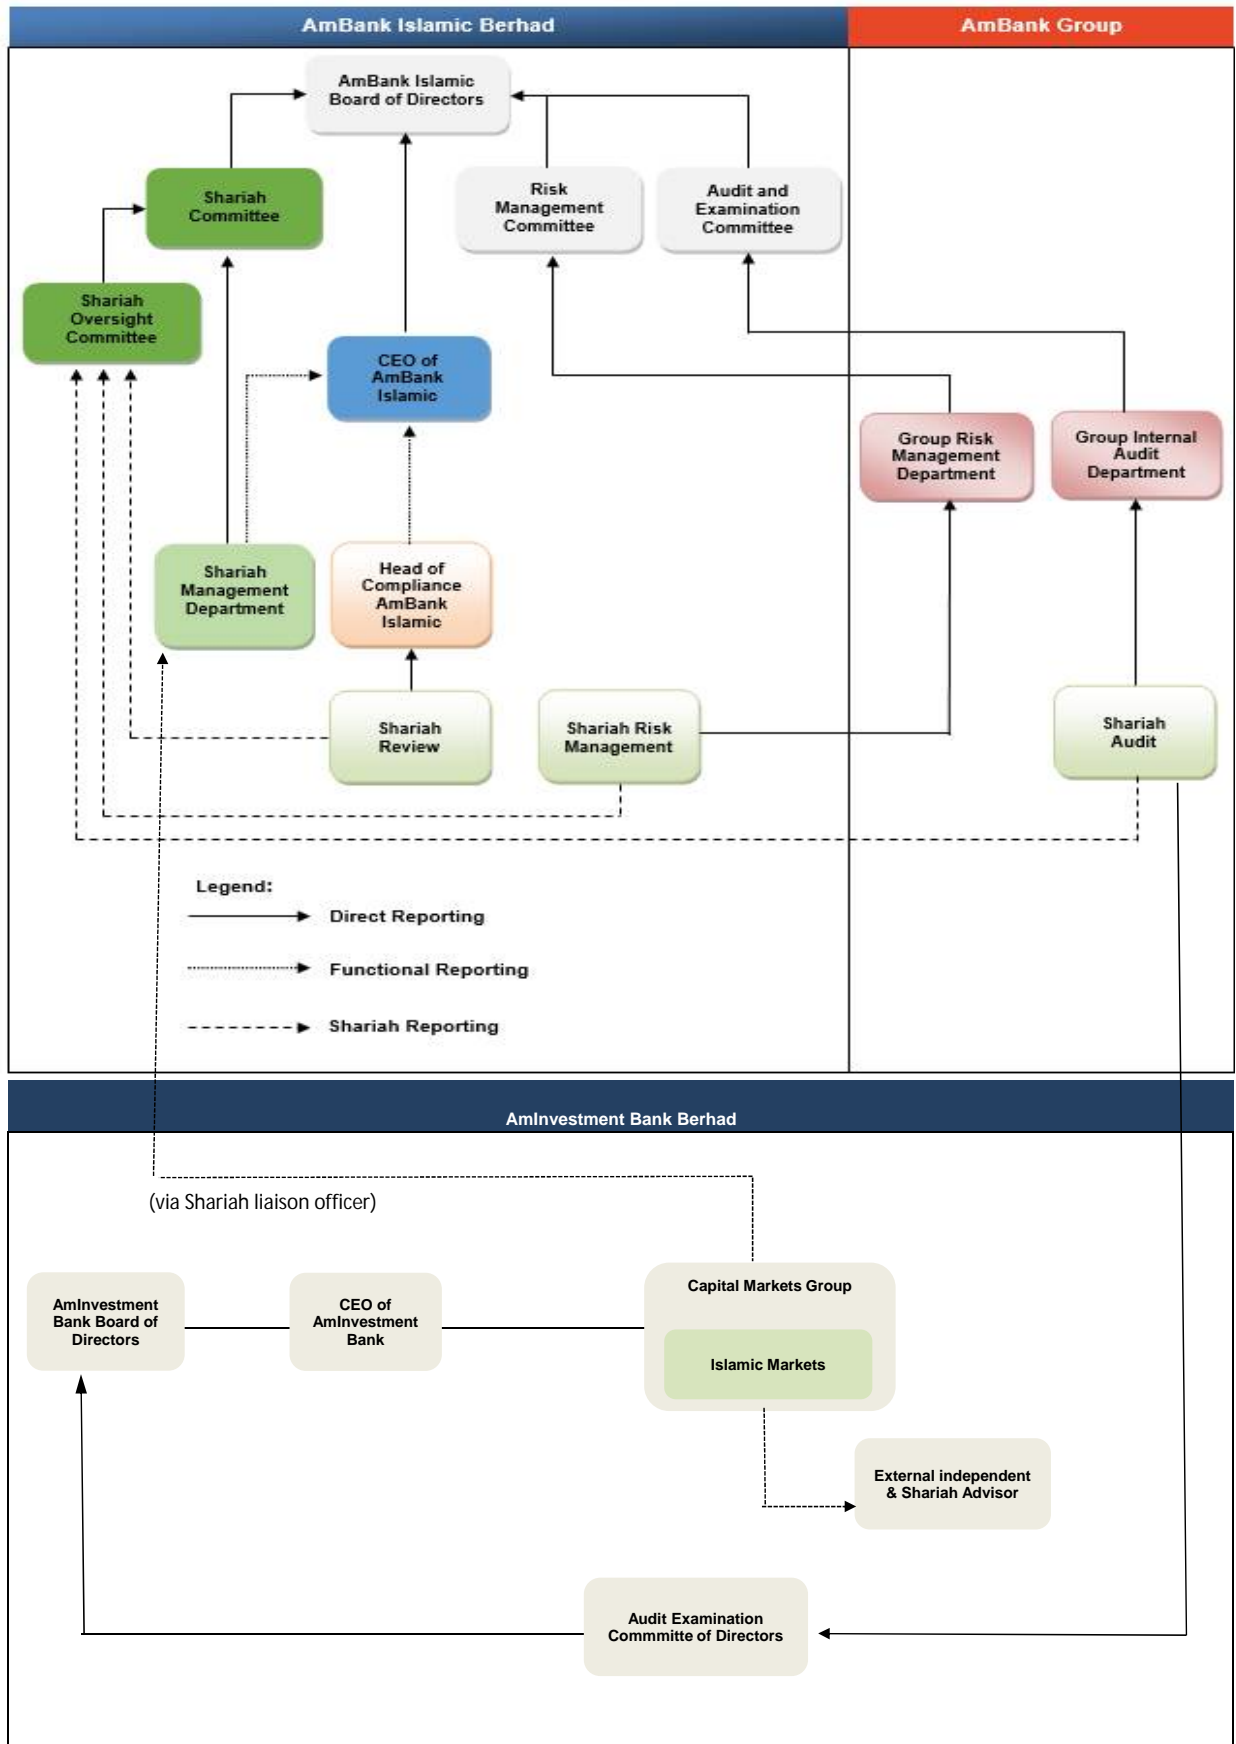 AmBank Islamic Berhad
AmBank Group
AmBank Islamic
Board of Directors
Shariah
Committee
Risk
Management
Committee
Audit and
Examination
Committee
Shariah
Oversight
Committee
CEO of
AmBank
Islamic
Group Risk
Management
Department
Group Internal
Audit
Department
Shariah
Management
Department
Head of
Compliance
AmBank
Islamic
Shariah
Review
Shariah Risk
Management
Shariah
Audit
Legend:
Direct Reporting
Functional Reporting
Shariah Reporting
AmInvestment Bank Berhad
(via Shariah liaison officer)
AmInvestment
Bank Board of
Directors
CEO of
AmInvestment
Bank
Capital Markets Group
Islamic Markets
External independent
& Shariah Advisor
Audit Examination
Commmitte of Directors